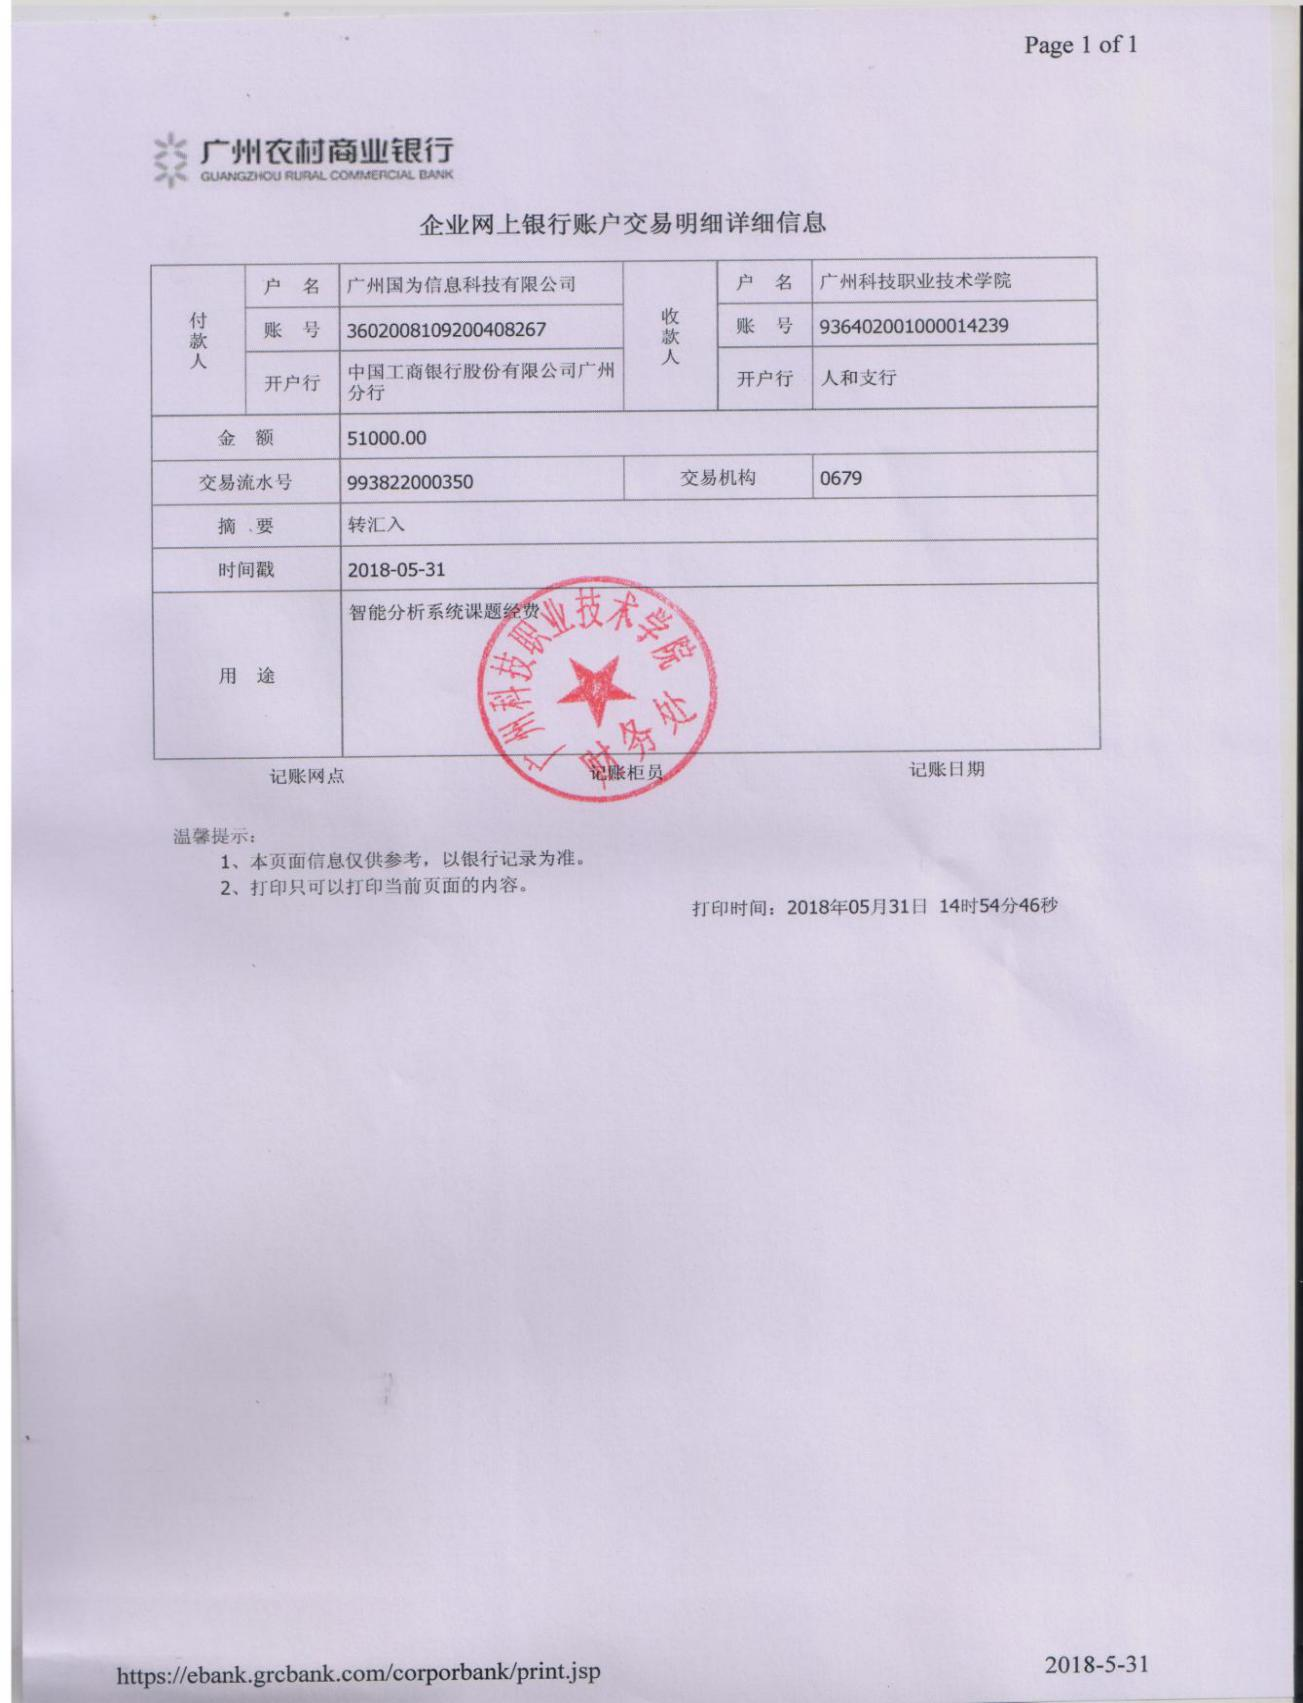 Page 1 of 1
广州农村商业银行
GUANGZHOU RURAL COMMERCIAL BANK
企业网上银行账户交易明细详细信息
付款人 户 名 广州国为信息科技有限公司 收款人 户 名 广州科技职业技术学院
账 号 3602008109200408267 账 号 936402001000014239
开户行 中国工商银行股份有限公司广州分行 开户行 人和支行
金 额 51000.00
交易流水号 993822000350 交易机构 0679
摘 要 转汇入
时间戳 2018-05-31
用 途 智能分析系统课题经费
广州科技职业技术学院
财务处
记账网点 记账柜员 记账日期
温馨提示:
1、本页面信息仅供参考，以银行记录为准。
2、打印只可以打印当前页面的内容。
打印时间：2018年05月31日 14时54分46秒
https://ebank.grcbank.com/corporbank/print.jsp
2018-5-31